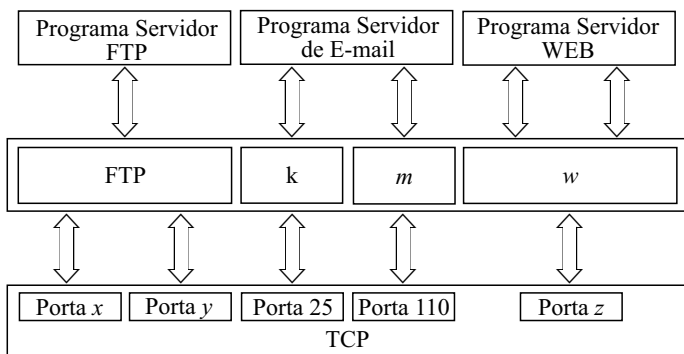 Programa Servidor
FTP
Programa Servidor
de E-mail
Programa Servidor
WEB
FTP
k
m
w
Porta x
Porta y
Porta 25
Porta 110
Porta z
TCP